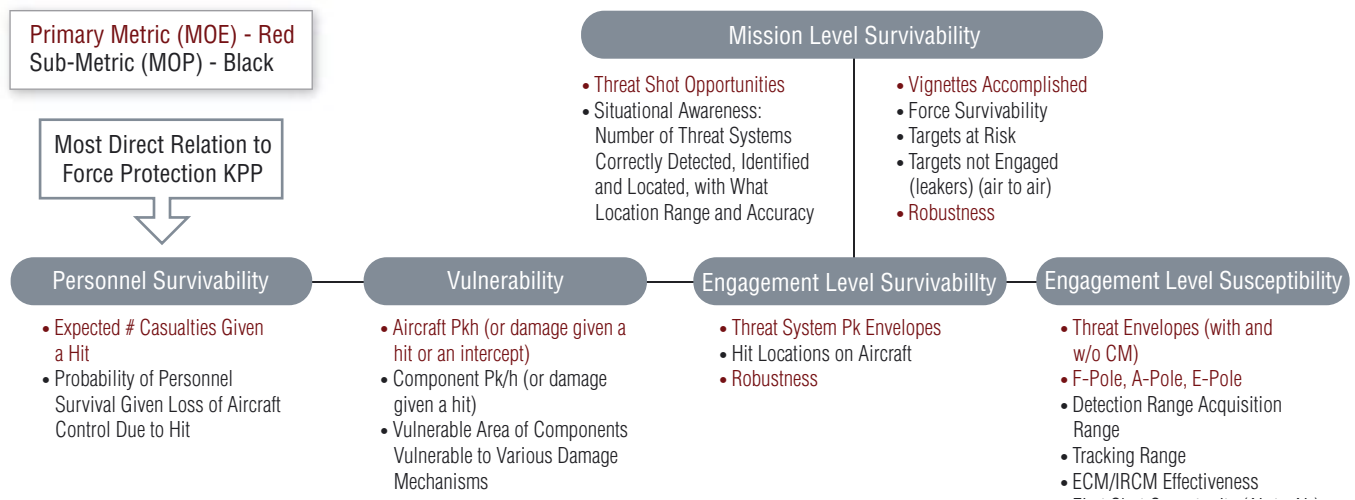 Primary Metric (MOE) - Red
Sub-Metric (MOP) - Black
Most Direct Relation to
Force Protection KPP
Mission Level Survivability
• Threat Shot Opportunities
• Situational Awareness:
Number of Threat Systems
Correctly Detected, Identified
and Located, with What
Location Range and Accuracy
• Vignettes Accomplished
• Force Survivability
• Targets at Risk
• Targets not Engaged
(leakers) (air to air)
• Robustness
Personnel Survivability
• Expected # Casualties Given
a Hit
• Probability of Personnel
Survival Given Loss of Aircraft
Control Due to Hit
Vulnerability
• Aircraft Pkh (or damage given a
hit or an intercept)
• Component Pk/h (or damage
given a hit)
• Vulnerable Area of Components
Vulnerable to Various Damage
Mechanisms
Engagement Level Survivabillty
• Threat System Pk Envelopes
• Hit Locations on Aircraft
• Robustness
Engagement Level Susceptibility
• Threat Envelopes (with and
w/o CM)
• F-Pole, A-Pole, E-Pole
• Detection Range Acquisition
Range
• Tracking Range
• ECM/IRCM Effectiveness